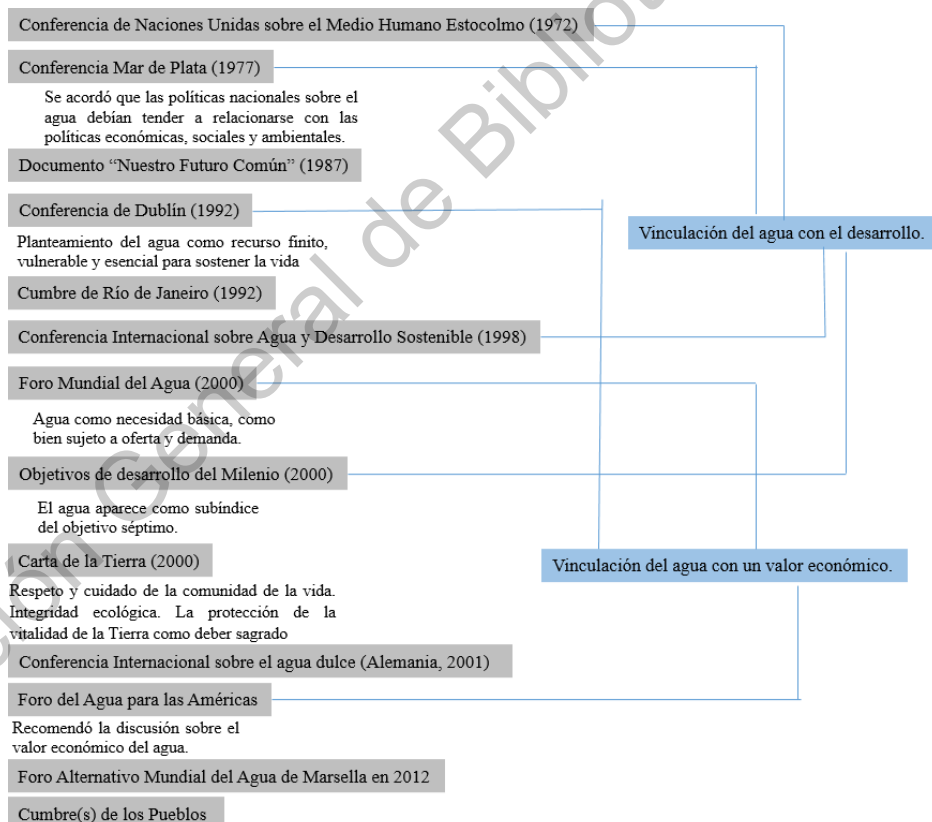 Conferencia de Naciones Unidas sobre el Medio Humano Estocolmo (1972)
Conferencia Mar de Plata (1977)
Se acordó que las políticas nacionales sobre el
agua debían tender a relacionarse con las
políticas económicas, sociales y ambientales.
Documento “Nuestro Futuro Común” (1987)
Conferencia de Dublín (1992)
Planteamiento del agua como recurso finito,
vulnerable y esencial para sostener la vida
Vinculación del agua con el desarrollo.
Cumbre de Río de Janeiro (1992)
Conferencia Internacional sobre Agua y Desarrollo Sostenible (1998)
Foro Mundial del Agua (2000)
Agua como necesidad básica, como
bien sujeto a oferta y demanda.
Objetivos de desarrollo del Milenio (2000)
El agua aparece como subíndice
del objetivo séptimo.
Carta de la Tierra (2000)
Vinculación del agua con un valor económico.
Respeto y cuidado de la comunidad de la vida.
Integridad ecológica. La protección de la
vitalidad de la Tierra como deber sagrado
Conferencia Internacional sobre el agua dulce (Alemania, 2001)
Foro del Agua para las Américas
Recomendó la discusión sobre el
valor económico del agua.
Foro Alternativo Mundial del Agua de Marsella en 2012
Cumbre(s) de los Pueblos
General de